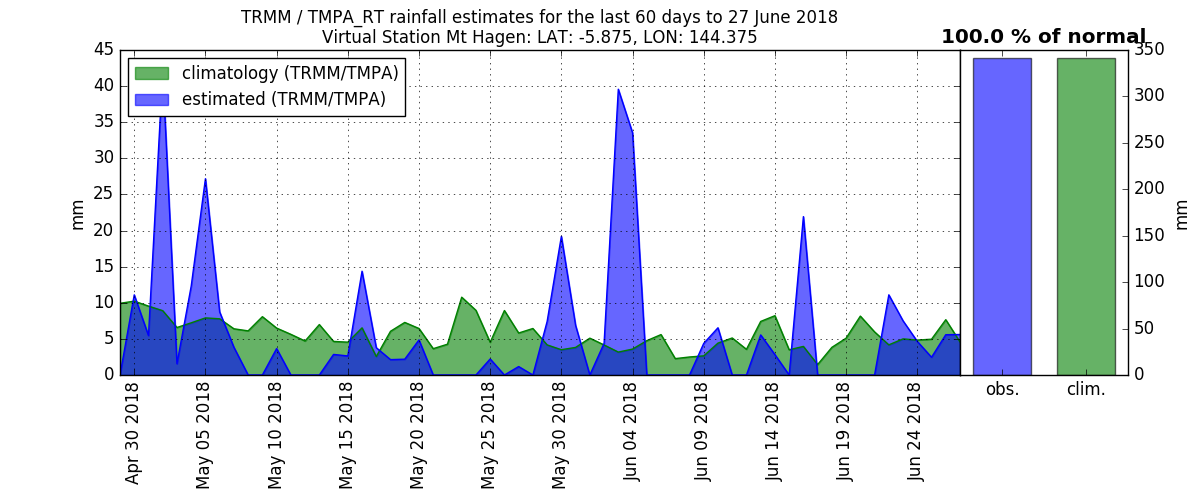 TRMM / TMPA_RT rainfall estimates for the last 60 days to 27 June 2018
Virtual Station Mt Hagen: LAT: -5.875, LON: 144.375
100.0 % of normal
climatology (TRMM/TMPA)
estimated (TRMM/TMPA)
45
40
35
30
25
20
15
10
5
0
mm
Apr 30 2018
May 05 2018
May 10 2018
May 15 2018
May 20 2018
May 25 2018
May 30 2018
Jun 04 2018
Jun 09 2018
Jun 14 2018
Jun 19 2018
Jun 24 2018
350
300
250
200
150
100
50
0
mm
obs.
clim.